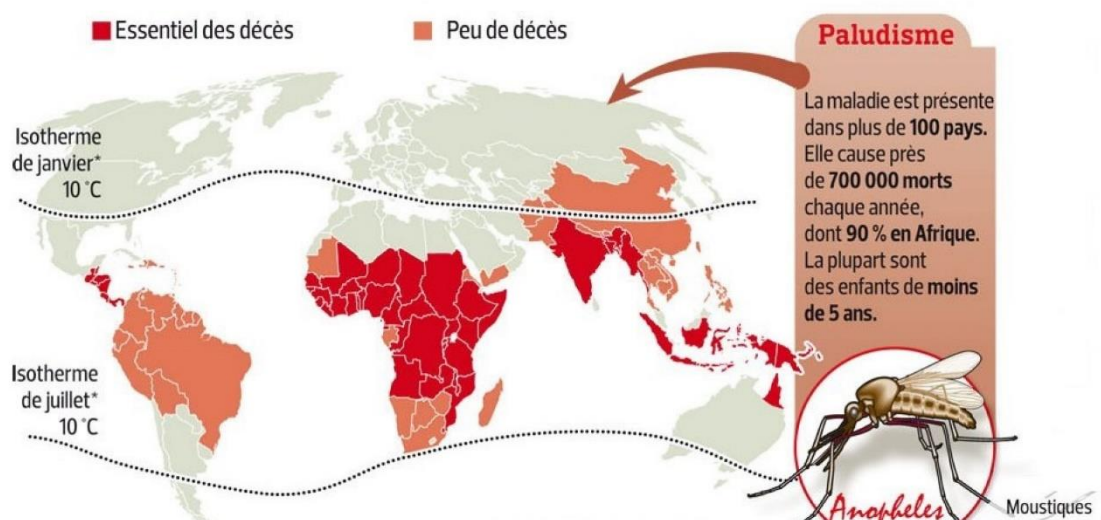 Essentiel des décès
Peu de décès
Isotherme
de janvier*
10 °C
Isotherme
de juillet*
10 °C
Paludisme
La maladie est présente
dans plus de 100 pays.
Elle cause près
de 700 000 morts
chaque année,
dont 90 % en Afrique.
La plupart sont
des enfants de moins
de 5 ans.
Anopheles
Moustiques